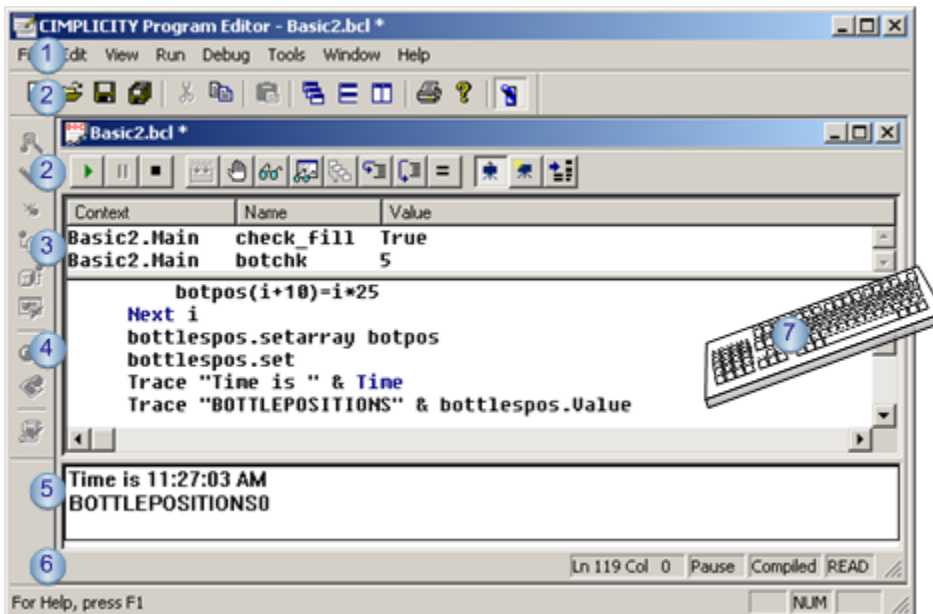 CIMPLICITY Program Editor - Basic2.bcl *
1
Edit View Run Debug Tools Window Help
2
Basic2.bcl *
2
Context Name Value
3
Basic2.Main check_fill True
Basic2.Main botchk 5
botpos(i+10)=i*25
Next i
7
4
bottlespos.setarray botpos
bottlespos.set
Trace "Time is " & Time
Trace "BOTTLEPOSITIONS" & bottlespos.Value
5
Time is 11:27:03 AM
BOTTLEPOSITIONS0
6
Ln 119 Col 0 Pause Compiled READ
For Help, press F1 NUM